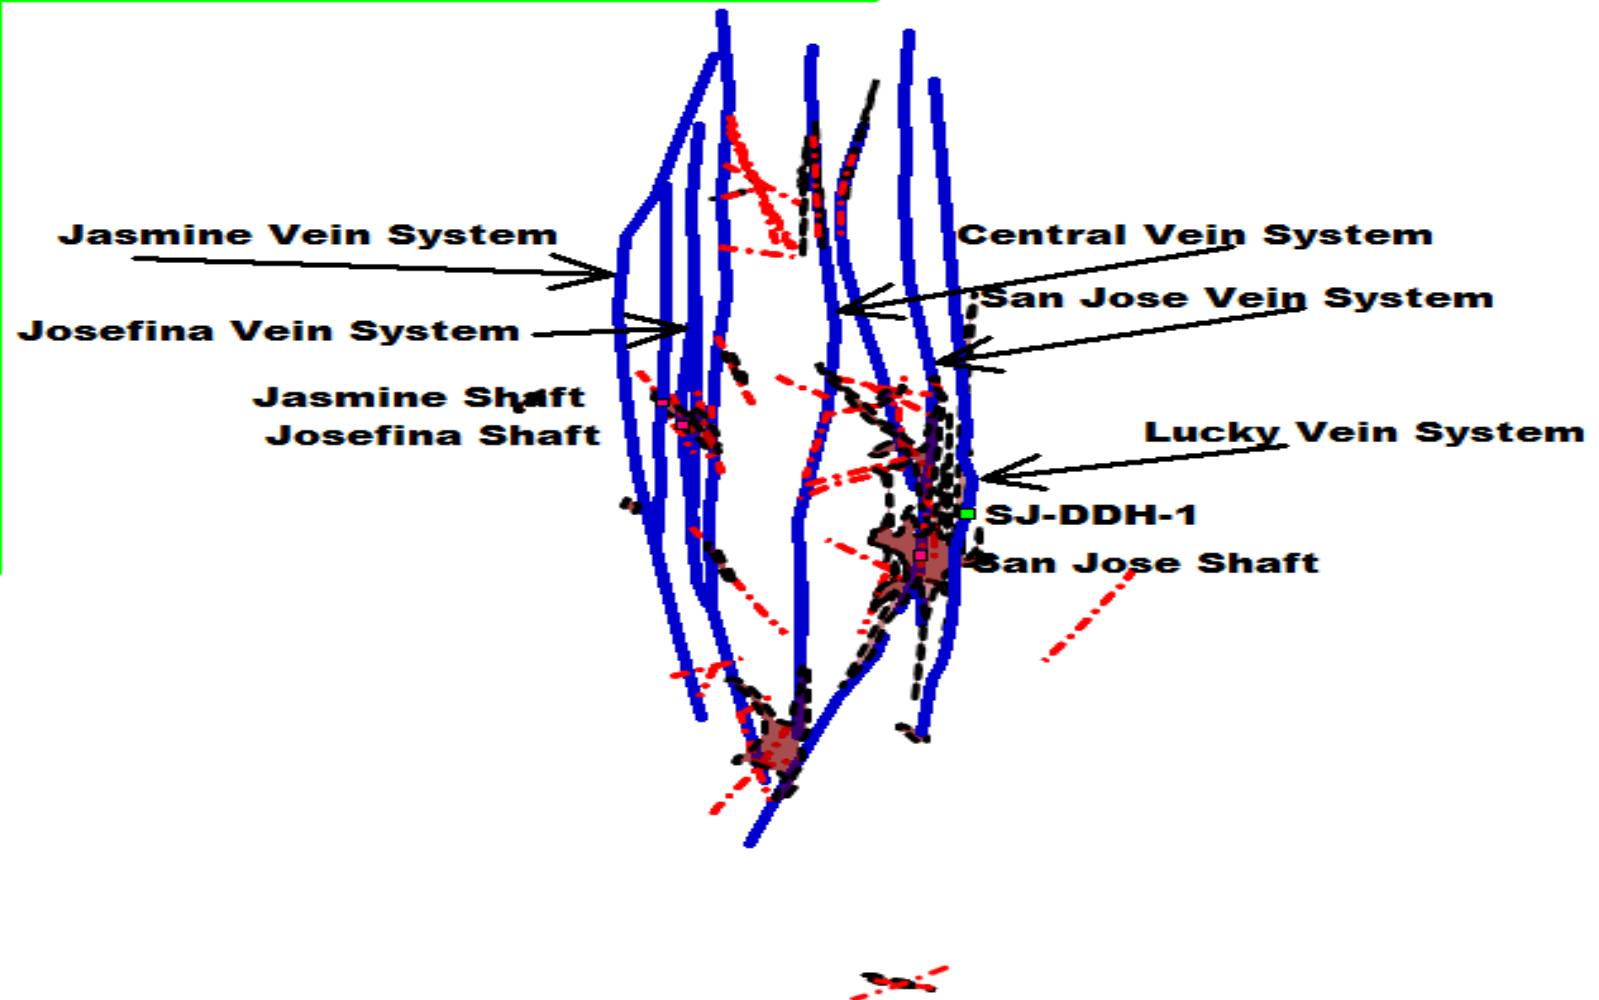 Jasmine Vein System
Central Vein System
San Jose Vein System
Josefina Vein System
Jasmine Shaft
Josefina Shaft
Lucky Vein System
SJ-DDH-1
San Jose Shaft